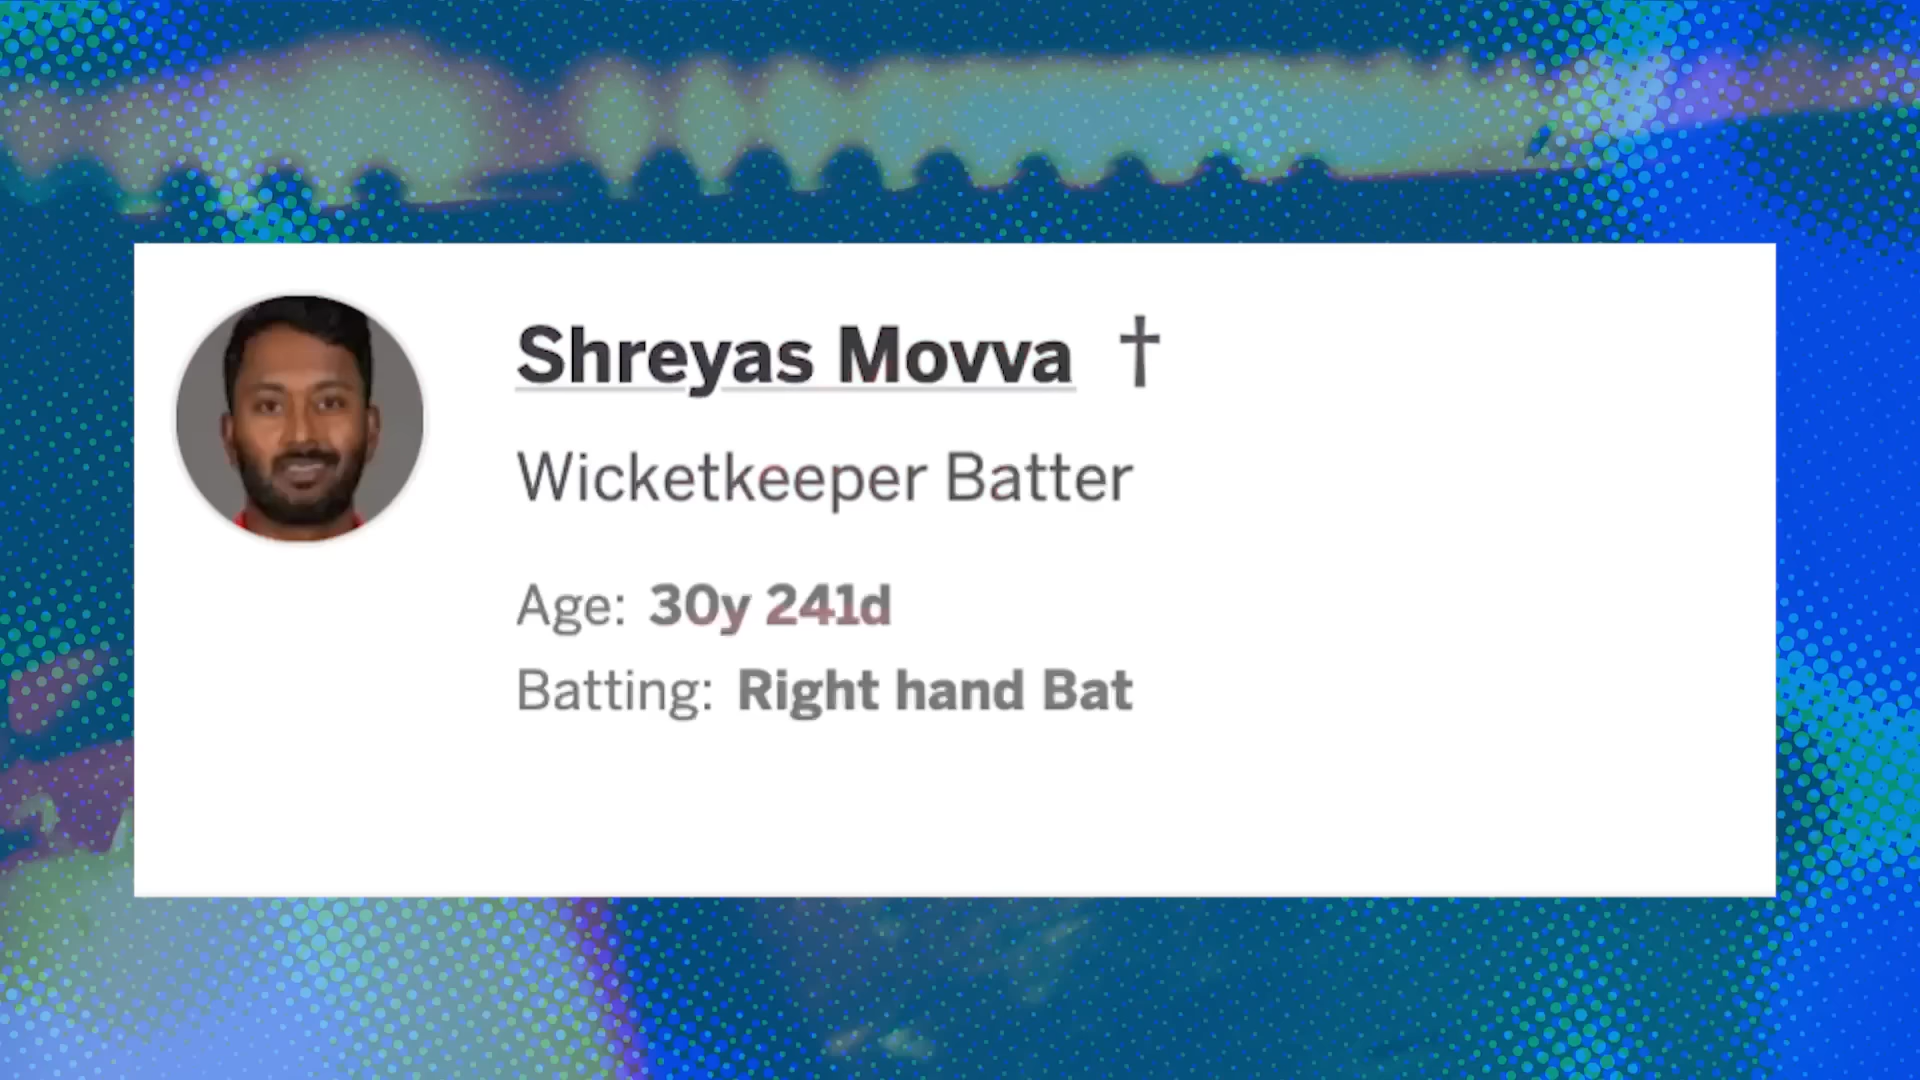 Shreyas Movva †
Wicketkeeper Batter
Age: 30y 241d
Batting: Right hand Bat